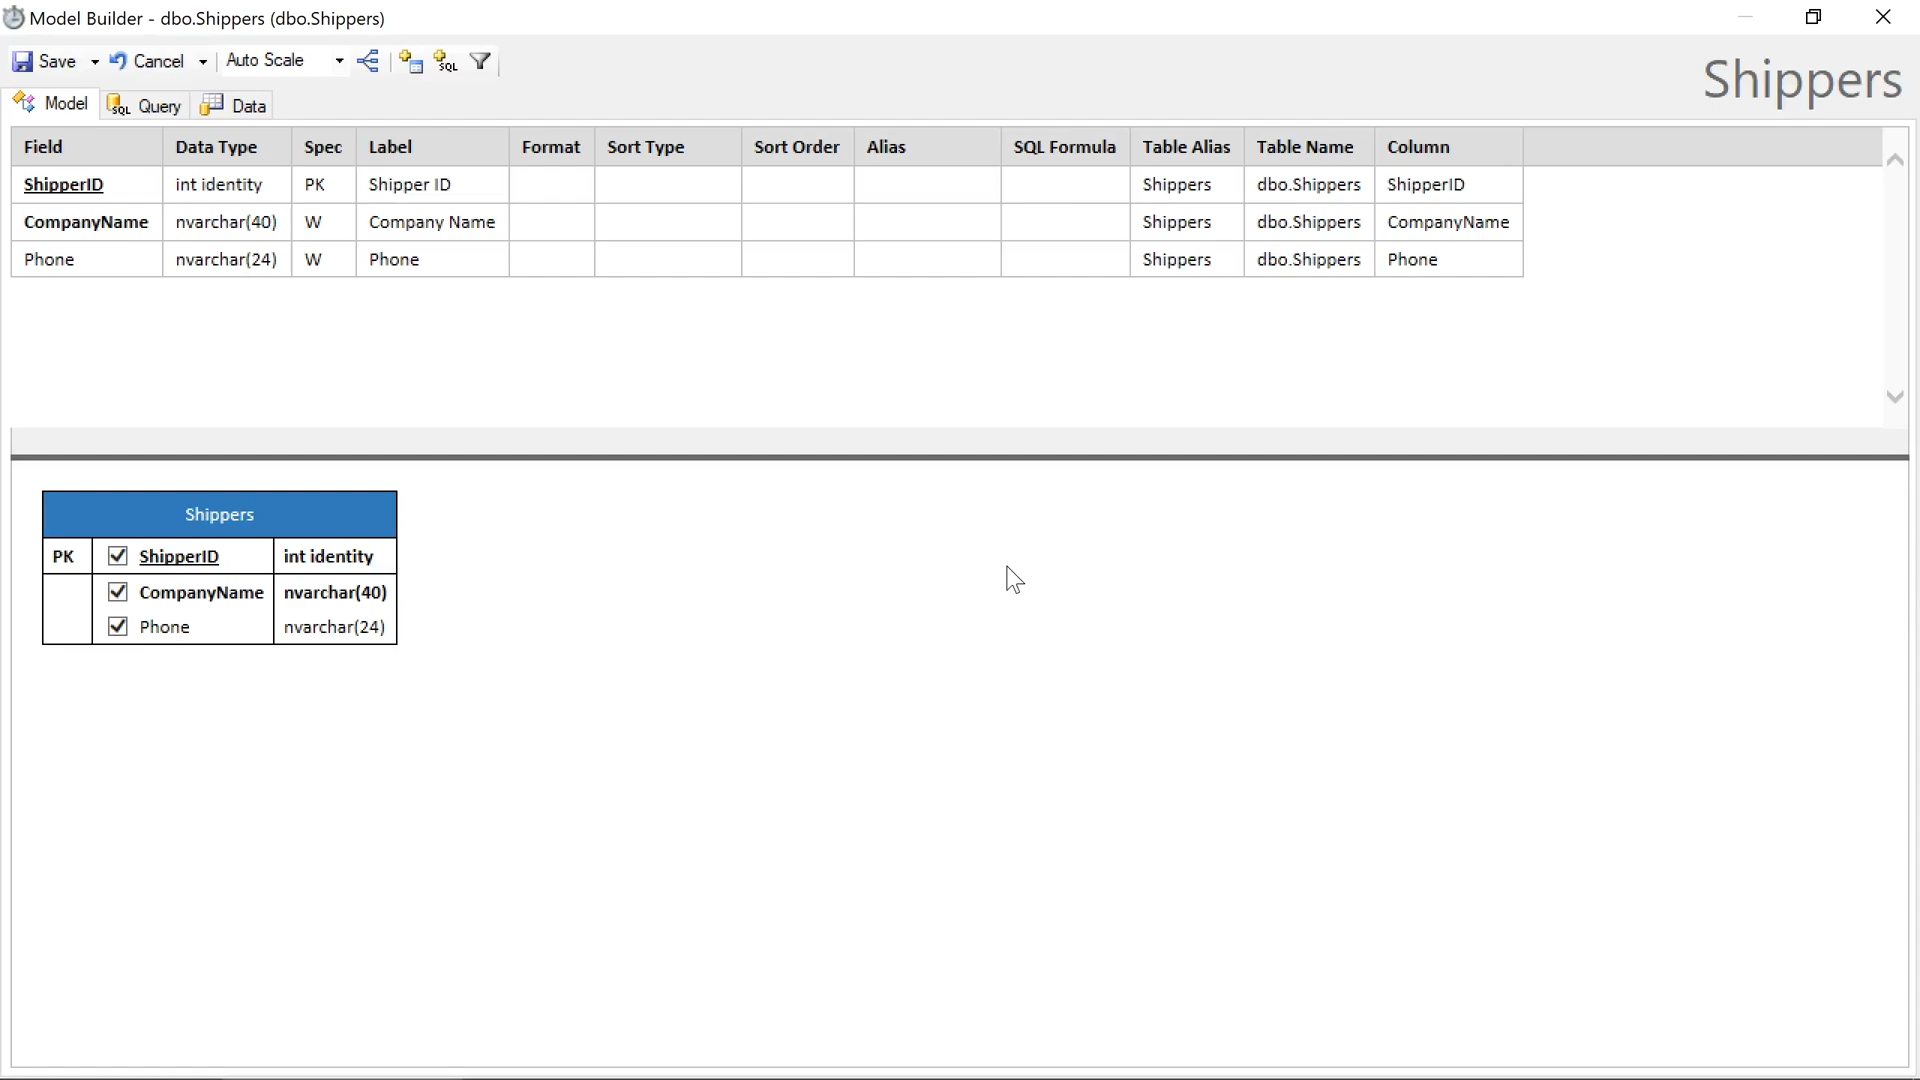 Model Builder - dbo.Shippers (dbo.Shippers)
Save Cancel Auto Scale SQL
Shippers
Model SQL Query Data
Field Data Type Spec Label Format Sort Type Sort Order Alias SQL Formula Table Alias Table Name Column
ShipperID int identity PK Shipper ID Shippers dbo.Shippers ShipperID
CompanyName nvarchar(40) W Company Name Shippers dbo.Shippers CompanyName
Phone nvarchar(24) W Phone Shippers dbo.Shippers Phone
Shippers
PK ShipperID int identity
CompanyName nvarchar(40)
Phone nvarchar(24)